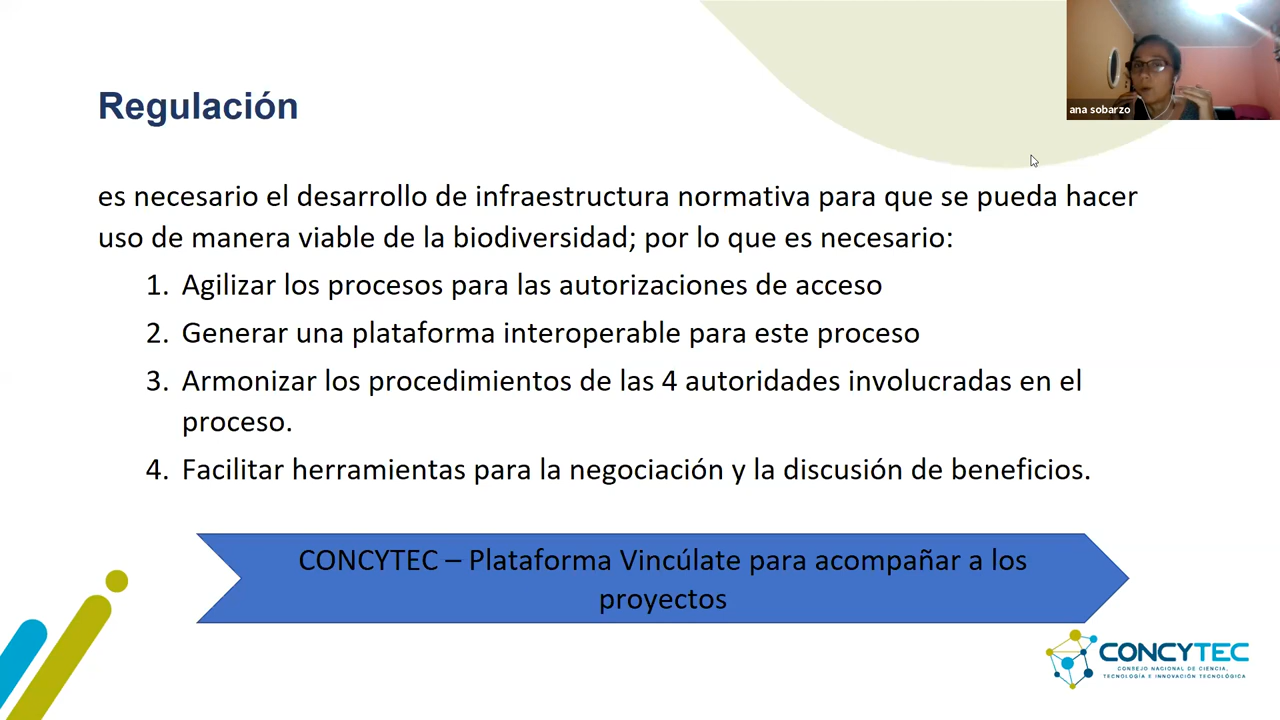 ana sobarzo
Regulación
es necesario el desarrollo de infraestructura normativa para que se pueda hacer
uso de manera viable de la biodiversidad; por lo que es necesario:
1. Agilizar los procesos para las autorizaciones de acceso
2. Generar una plataforma interoperable para este proceso
3. Armonizar los procedimientos de las 4 autoridades involucradas en el
proceso.
4. Facilitar herramientas para la negociación y la discusión de beneficios.
CONCYTEC – Plataforma Vincúlate para acompañar a los
proyectos
CONCYTEC
CONSEJO NACIONAL DE CIENCIA,
TECNOLOGÍA E INNOVACIÓN TECNOLÓGICA